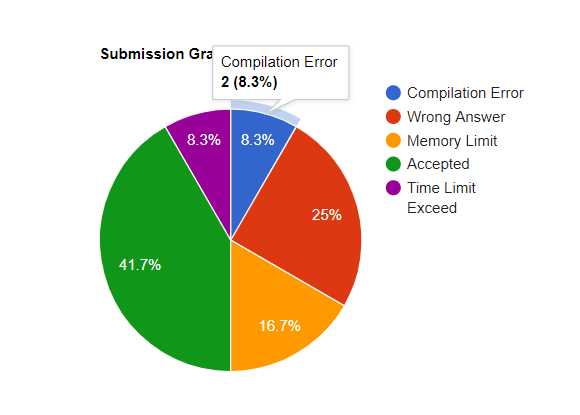 Submission Gra
Compilation Error
2 (8.3%)
Compilation Error
Wrong Answer
Memory Limit
Accepted
Time Limit
Exceed
8.3%
8.3%
25%
41.7%
16.7%